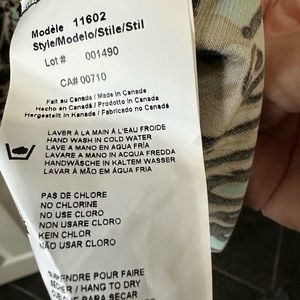 Modèle 11602
Style/Modelo/Stile/Stil
Lot # 001490
CA# 00710
Fait au Canada / Made in Canada
Hecho en Canadá / Prodotto in Canada
Hergestellt in Kanada / Fabricado no Canadá
LAVER À LA MAIN À L'EAU FROIDE
HAND WASH IN COLD WATER
LAVE A MANO EN AGUA FRÍA
LAVARE A MANO IN ACQUA FREDDA
HANDWÄSCHE IN KALTEM WASSER
LAVAR À MÃO EM ÁGUA FRIA
PAS DE CHLORE
NO CHLORINE
NO USE CLORO
NON USARE CLORO
KEIN CHLOR
NÃO USAR CLORO
SUSPENDRE POUR FAIRE
SÉCHER / HANG TO DRY
PARA SECAR